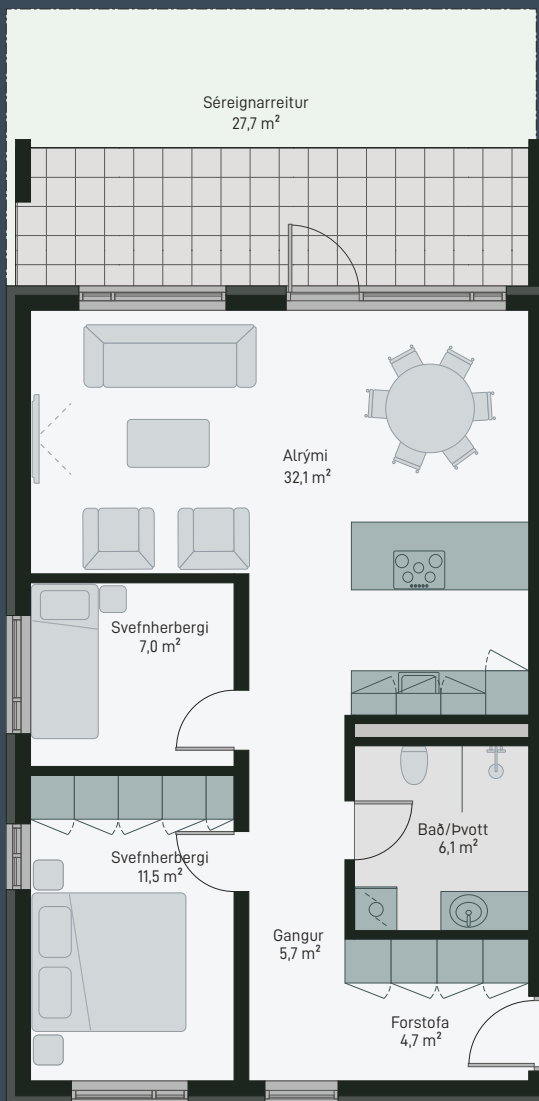 Séreignarreitur
27,7 m²
Alrými
32,1 m²
Svefnherbergi
7,0 m²
Bað/Þvott
6,1 m²
Svefnherbergi
11,5 m²
Gangur
5,7 m²
Forstofa
4,7 m²